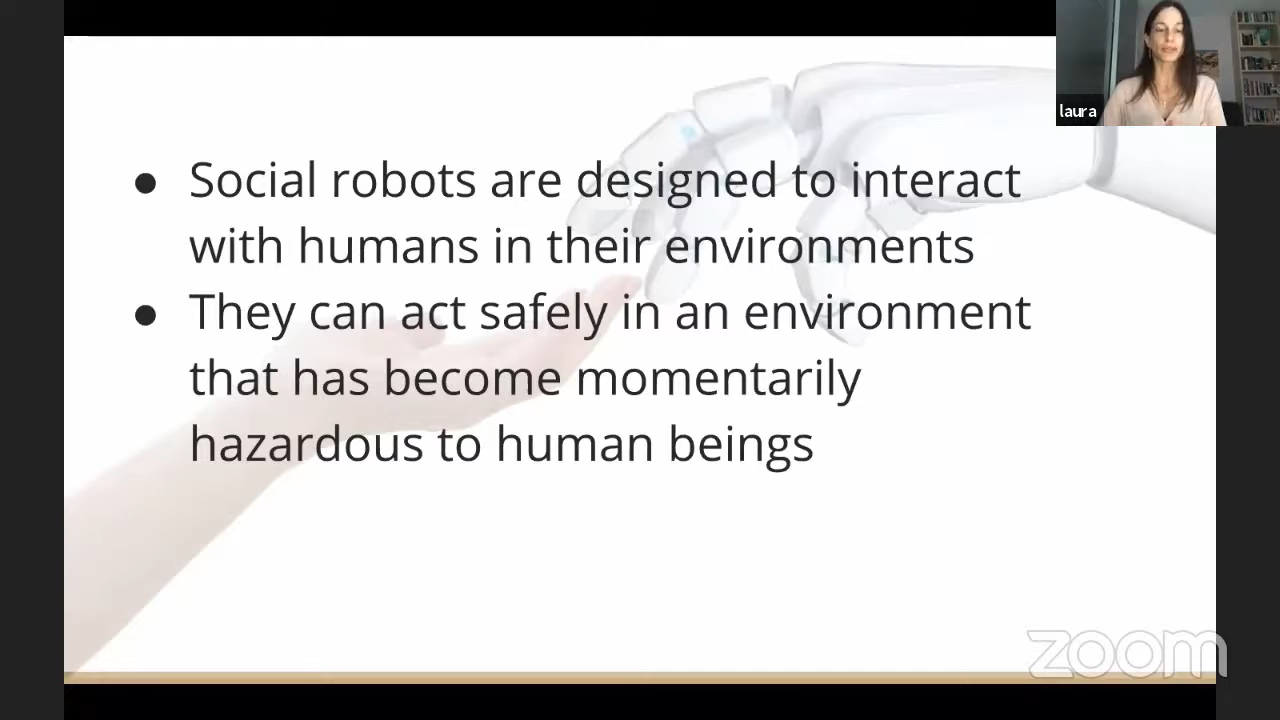 laura
● Social robots are designed to interact
with humans in their environments
● They can act safely in an environment
that has become momentarily
hazardous to human beings
zoom